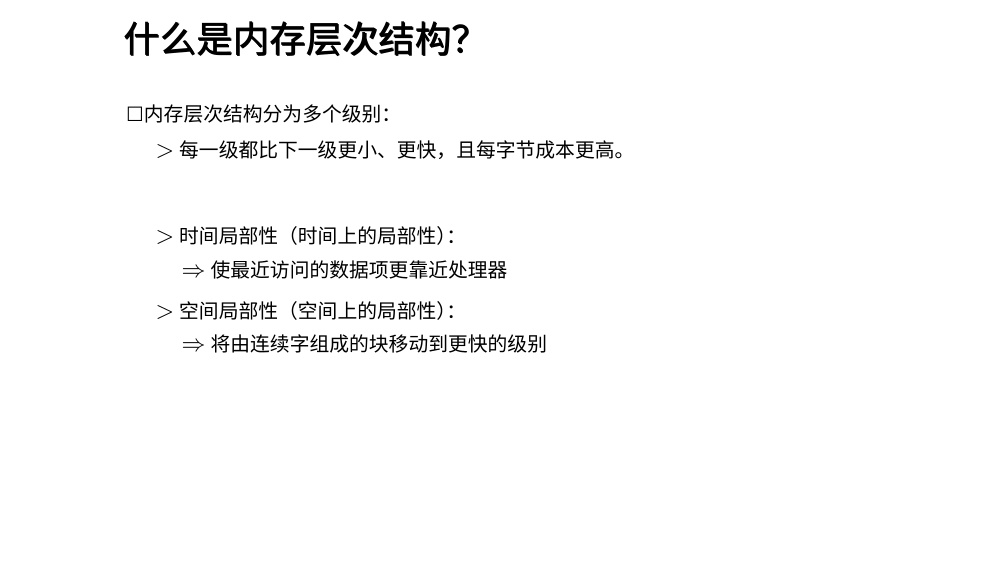 什么是内存层次结构？
□内存层次结构分为多个级别：
> 每一级都比下一级更小、更快，且每字节成本更高。
> 时间局部性（时间上的局部性）：
⇒ 使最近访问的数据项更靠近处理器
> 空间局部性（空间上的局部性）：
⇒ 将由连续字组成的块移动到更快的级别